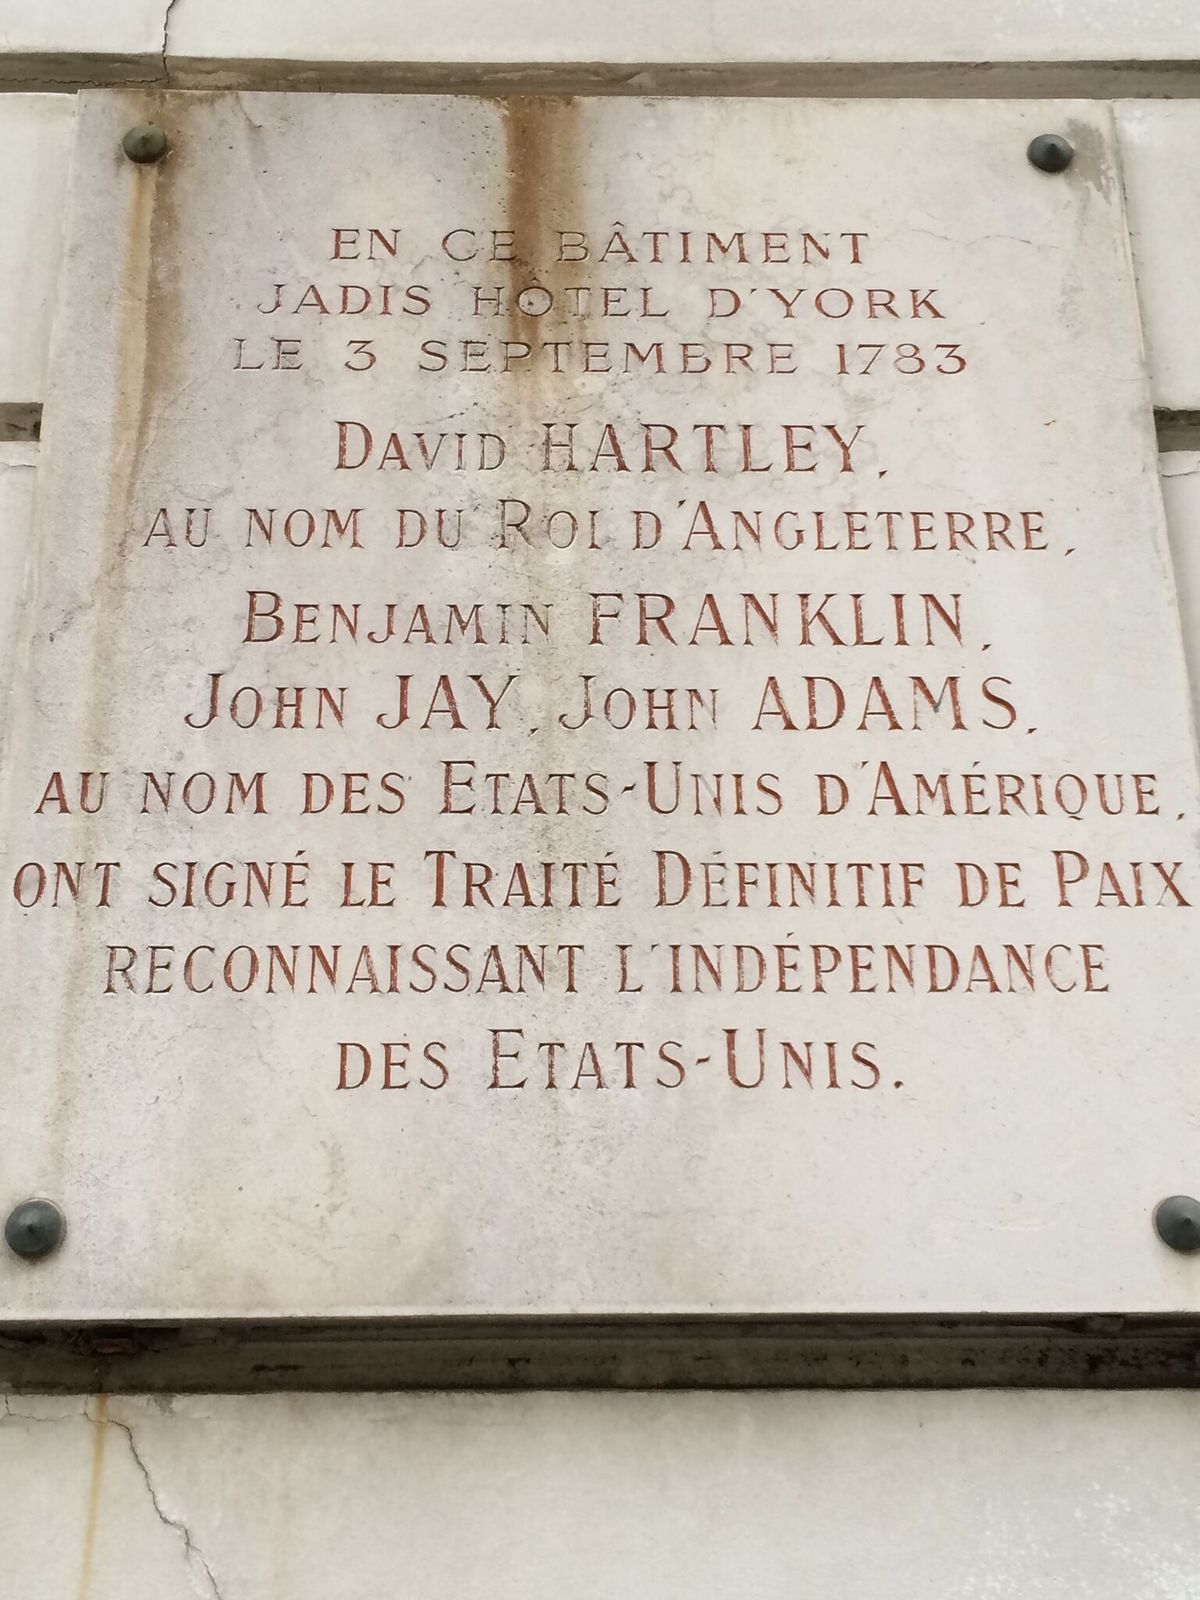 EN CE BÂTIMENT
JADIS HÔTEL D'YORK
LE 3 SEPTEMBRE 1783
DAVID HARTLEY,
AU NOM DU ROI D'ANGLETERRE,
BENJAMIN FRANKLIN,
JOHN JAY, JOHN ADAMS,
AU NOM DES ETATS-UNIS D'AMÉRIQUE,
ONT SIGNÉ LE TRAITÉ DÉFINITIF DE PAIX
RECONNAISSANT L'INDÉPENDANCE
DES ETATS-UNIS.